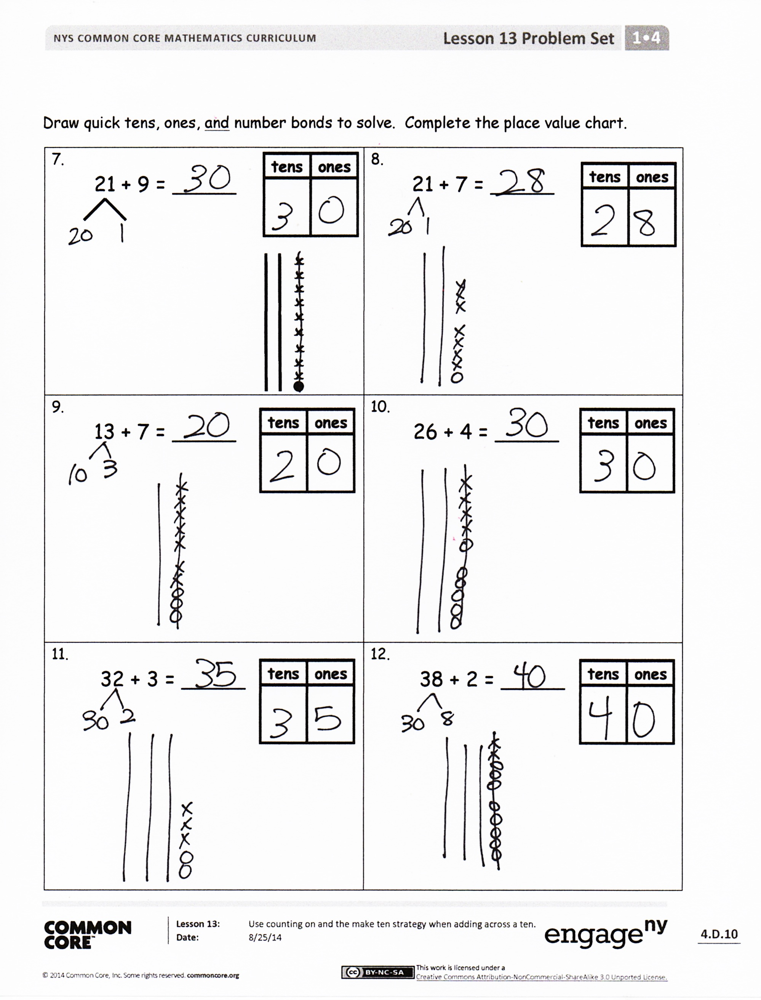 NYS COMMON CORE MATHEMATICS CURRICULUM Lesson 13 Problem Set 1•4
Draw quick tens, ones, and number bonds to solve. Complete the place value chart.
7.
21 + 9 = 30
20 1
tens ones
3 0
8.
21 + 7 = 28
20 1
tens ones
2 8
9.
13 + 7 = 20
10 3
tens ones
2 0
10.
26 + 4 = 30
tens ones
3 0
11.
32 + 3 = 35
30 2
tens ones
3 5
12.
38 + 2 = 40
30 8
tens ones
4 0
COMMON
CORE™
Lesson 13: Use counting on and the make ten strategy when adding across a ten.
Date: 8/25/14
engage ny
4.D.10
© 2014 Common Core, Inc. Some rights reserved. commoncore.org
cc BY-NC-SA
This work is licensed under a
Creative Commons Attribution-NonCommercial-ShareAlike 3.0 Unported License.